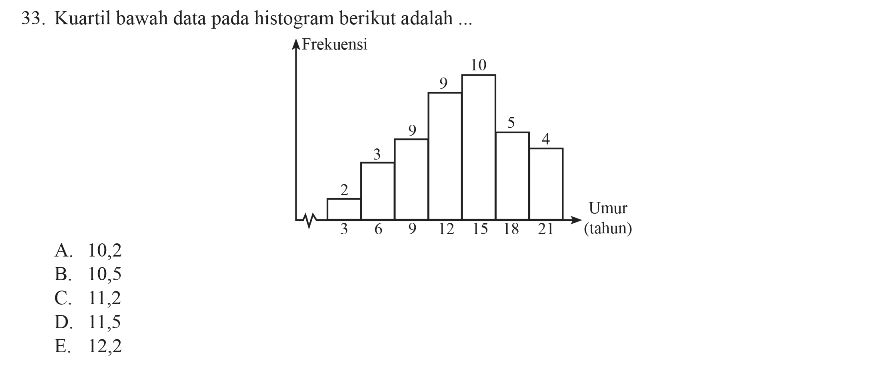 33. Kuartil bawah data pada histogram berikut adalah ...
Frekuensi
10
9
5
9
4
3
2
Umur
3 6 9 12 15 18 21 (tahun)
A. 10,2
B. 10,5
C. 11,2
D. 11,5
E. 12,2